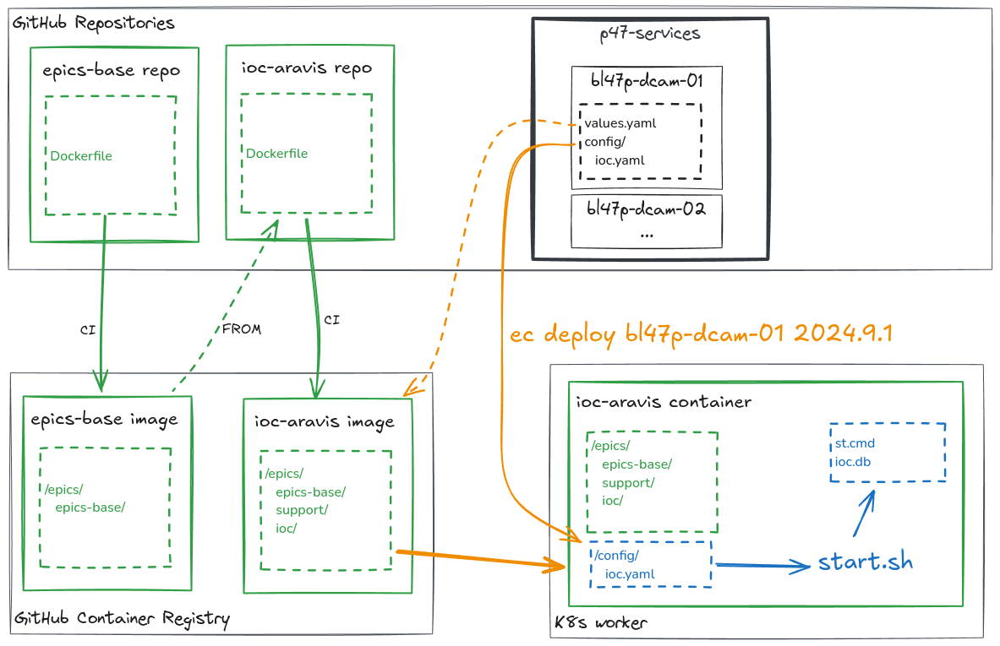 GitHub Repositories
epics-base repo
Dockerfile
ioc-aravis repo
Dockerfile
p47-services
bl47p-dcam-01
values.yaml
config/
ioc.yaml
bl47p-dcam-02
...
CI
FROM
CI
ec deploy bl47p-dcam-01 2024.9.1
epics-base image
/epics/
epics-base/
ioc-aravis image
/epics/
epics-base/
support/
ioc/
GitHub Container Registry
ioc-aravis container
/epics/
epics-base/
support/
ioc/
/config/
ioc.yaml
st.cmd
ioc.db
start.sh
K8s worker